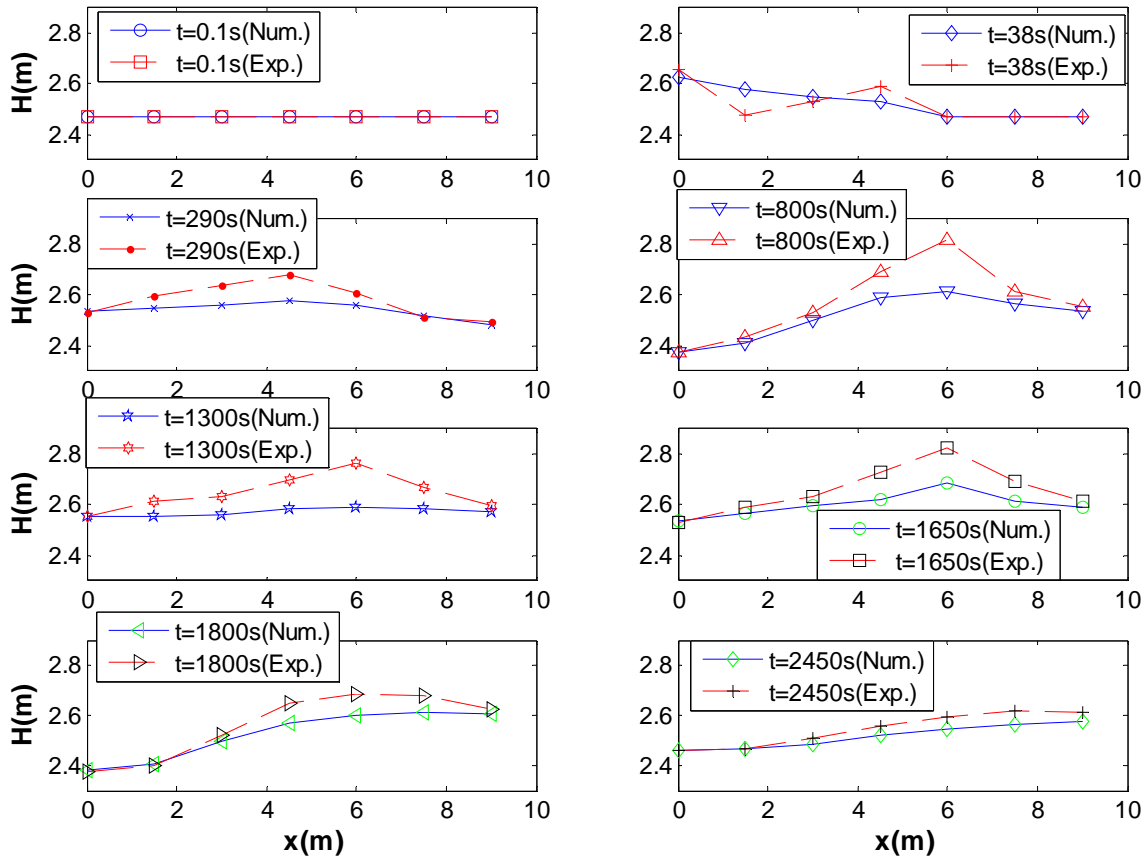 2.8
2.6
2.4
H(m)
t=0.1s(Num.)
t=0.1s(Exp.)
0 2 4 6 8 10
2.8
2.6
2.4
t=38s(Num.)
t=38s(Exp.)
0 2 4 6 8 10
2.8
2.6
2.4
H(m)
t=290s(Num.)
t=290s(Exp.)
0 2 4 6 8 10
2.8
2.6
2.4
t=800s(Num.)
t=800s(Exp.)
0 2 4 6 8 10
2.8
2.6
2.4
H(m)
t=1300s(Num.)
t=1300s(Exp.)
0 2 4 6 8 10
2.8
2.6
2.4
t=1650s(Num.)
t=1650s(Exp.)
0 2 4 6 8 10
2.8
2.6
2.4
H(m)
t=1800s(Num.)
t=1800s(Exp.)
0 2 4 6 8 10
x(m)
2.8
2.6
2.4
t=2450s(Num.)
t=2450s(Exp.)
0 2 4 6 8 10
x(m)